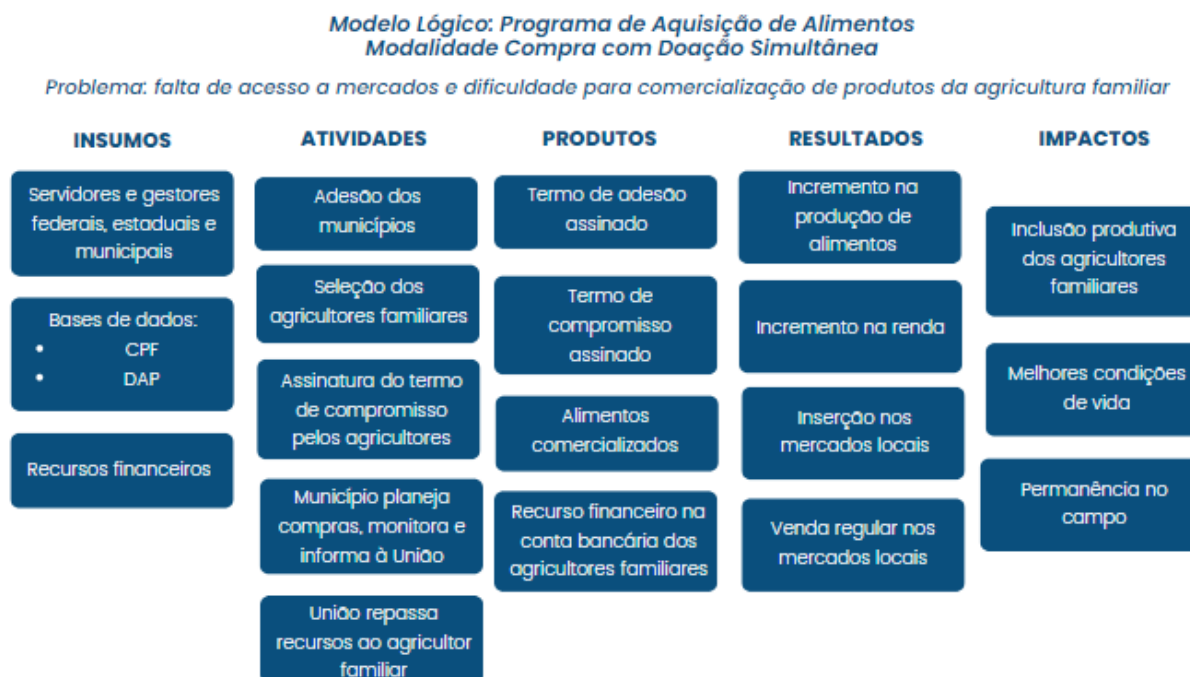 Modelo Lógico: Programa de Aquisição de Alimentos
Modalidade Compra com Doação Simultânea
Problema: falta de acesso a mercados e dificuldade para comercialização de produtos da agricultura familiar
INSUMOS
Servidores e gestores
federais, estaduais e
municipais
Bases de dados:
• CPF
• DAP
Recursos financeiros
ATIVIDADES
Adesão dos
municípios
Seleção dos
agricultores familiares
Assinatura do termo
de compromisso
pelos agricultores
Município planeja
compras, monitora e
informa à União
União repassa
recursos ao agricultor
familiar
PRODUTOS
Termo de adesão
assinado
Termo de
compromisso
assinado
Alimentos
comercializados
Recurso financeiro na
conta bancária dos
agricultores familiares
RESULTADOS
Incremento na
produção de
alimentos
Incremento na renda
Inserção nos
mercados locais
Venda regular nos
mercados locais
IMPACTOS
Inclusão produtiva
dos agricultores
familiares
Melhores condições
de vida
Permanência no
campo